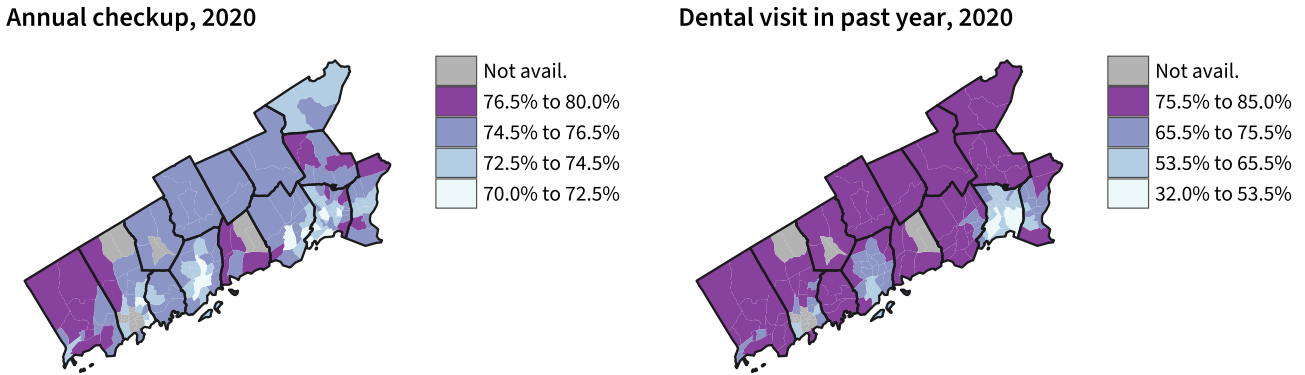 Annual checkup, 2020
Not avail.
76.5% to 80.0%
74.5% to 76.5%
72.5% to 74.5%
70.0% to 72.5%
Dental visit in past year, 2020
Not avail.
75.5% to 85.0%
65.5% to 75.5%
53.5% to 65.5%
32.0% to 53.5%